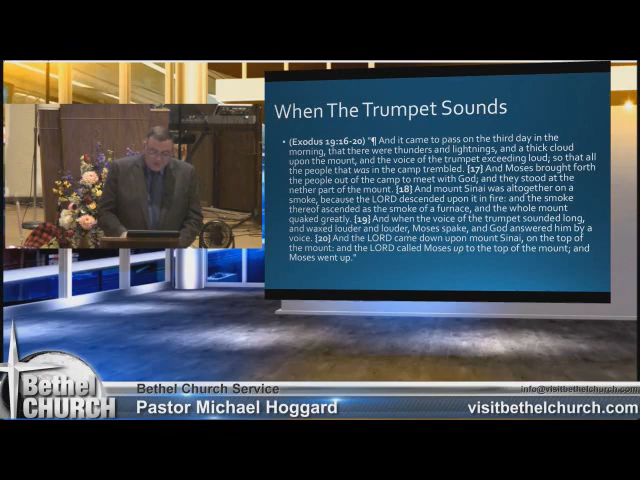 When The Trumpet Sounds
• (Exodus 19:16-20) "¶ And it came to pass on the third day in the
morning, that there were thunders and lightnings, and a thick cloud
upon the mount, and the voice of the trumpet exceeding loud; so that all
the people that was in the camp trembled. [17] And Moses brought forth
the people out of the camp to meet with God; and they stood at the
nether part of the mount. [18] And mount Sinai was altogether on a
smoke, because the LORD descended upon it in fire: and the smoke
thereof ascended as the smoke of a furnace, and the whole mount
quaked greatly. [19] And when the voice of the trumpet sounded long,
and waxed louder and louder, Moses spake, and God answered him by a
voice. [20] And the LORD came down upon mount Sinai, on the top of
the mount: and the LORD called Moses up to the top of the mount; and
Moses went up."
Bethel
CHURCH
Bethel Church Service
info@visitbethelchurch.com
Pastor Michael Hoggard
visitbethelchurch.com